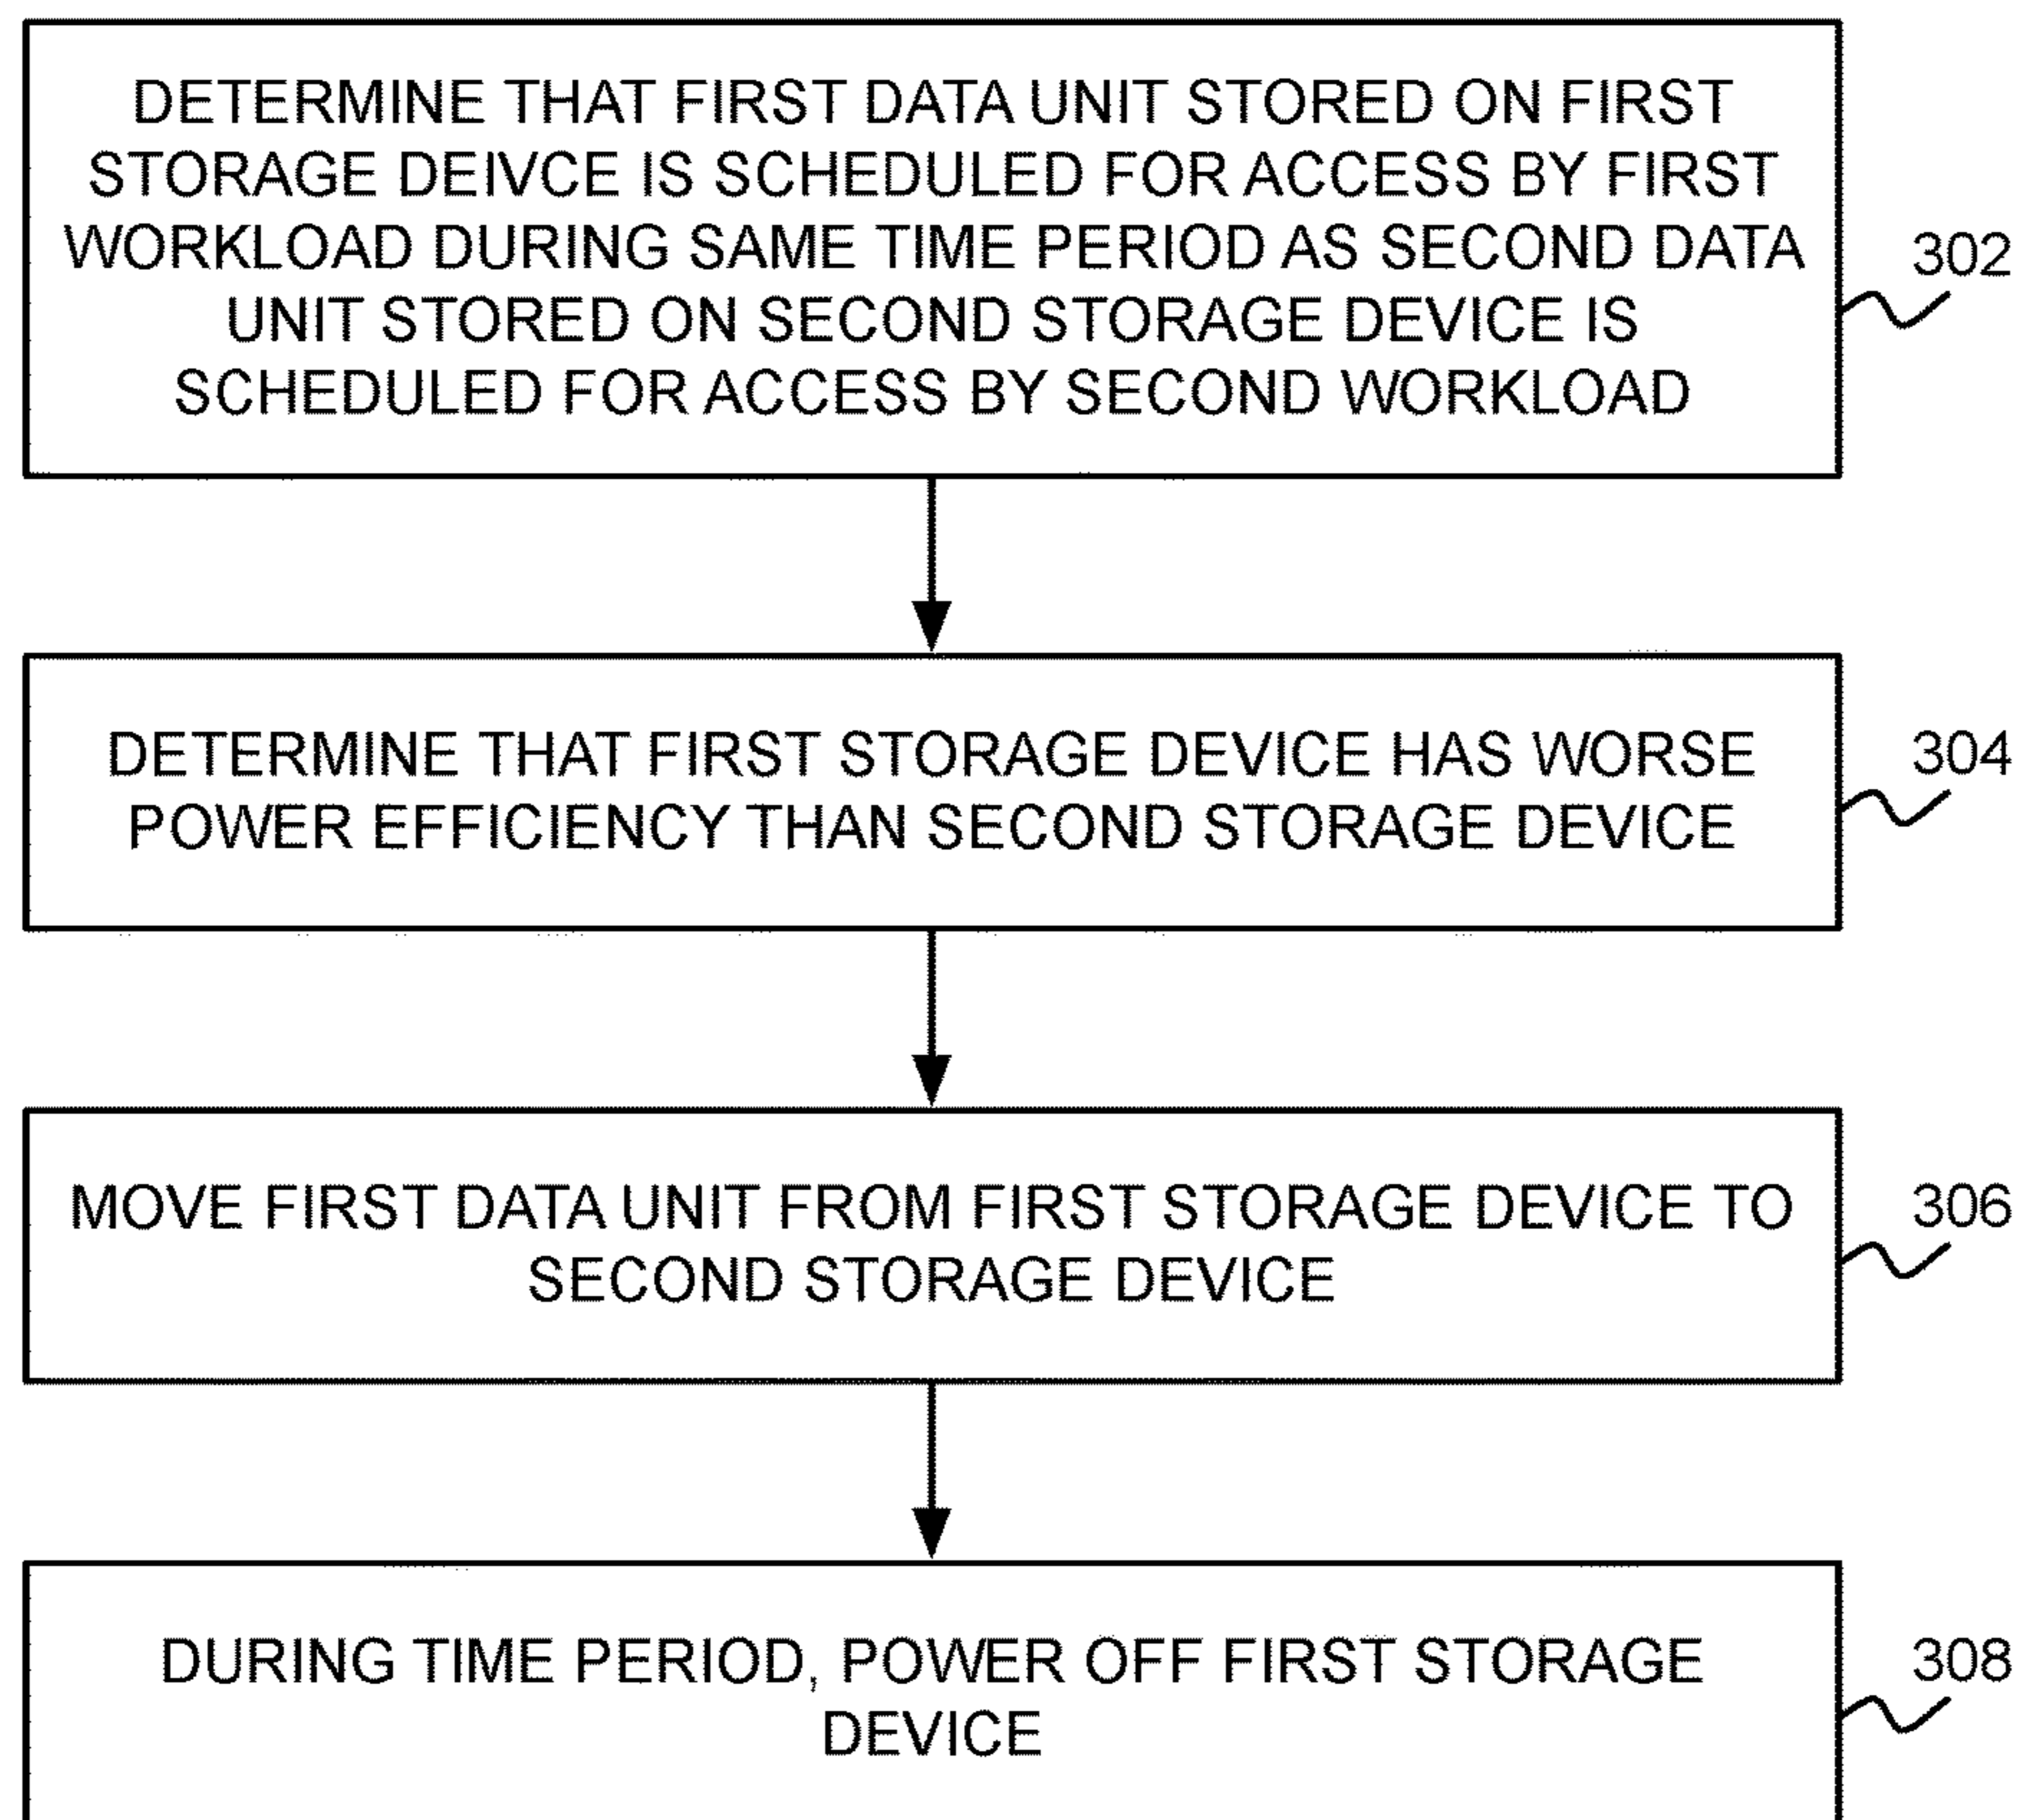 DETERMINE THAT FIRST DATA UNIT STORED ON FIRST
STORAGE DEIVCE IS SCHEDULED FOR ACCESS BY FIRST
WORKLOAD DURING SAME TIME PERIOD AS SECOND DATA
UNIT STORED ON SECOND STORAGE DEVICE IS
SCHEDULED FOR ACCESS BY SECOND WORKLOAD
302
DETERMINE THAT FIRST STORAGE DEVICE HAS WORSE
POWER EFFICIENCY THAN SECOND STORAGE DEVICE
304
MOVE FIRST DATA UNIT FROM FIRST STORAGE DEVICE TO
SECOND STORAGE DEVICE
306
DURING TIME PERIOD, POWER OFF FIRST STORAGE
DEVICE
308